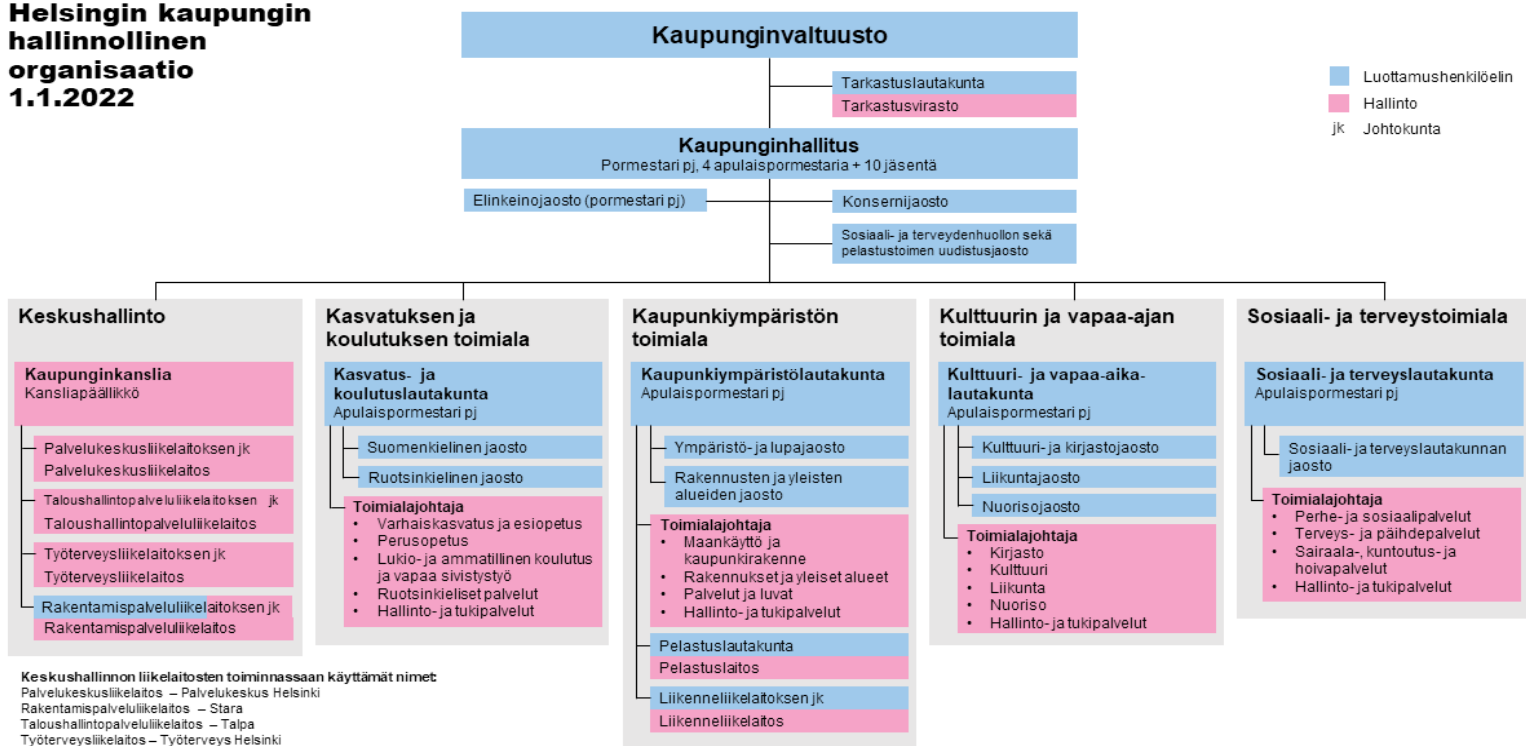 Helsingin kaupungin
hallinnollinen
organisaatio
1.1.2022
Kaupunginvaltuusto
Tarkastuslautakunta
Tarkastusvirasto
Luottamushenkilöelin
Hallinto
jk Johtokunta
Kaupunginhallitus
Pormestari pj, 4 apulaispormestaria + 10 jäsentä
Elinkeinojaosto (pormestari pj)
Konsernijaosto
Sosiaali- ja terveydenhuollon sekä
pelastustoimen uudistusjaosto
Keskushallinto
Kaupunginkanslia
Kansliapäällikkö
Palvelukeskusliikelaitoksen jk
Palvelukeskusliikelaitos
Taloushallintopalveluliikelaitoksen jk
Taloushallintopalveluliikelaitos
Työterveysliikelaitoksen jk
Työterveysliikelaitos
Rakentamispalveluliikelaitoksen jk
Rakentamispalveluliikelaitos
Kasvatuksen ja
koulutuksen toimiala
Kasvatus- ja
koulutuslautakunta
Apulaispormestari pj
Suomenkielinen jaosto
Ruotsinkielinen jaosto
Toimialajohtaja
• Varhaiskasvatus ja esiopetus
• Perusopetus
• Lukio- ja ammatillinen koulutus
ja vapaa sivistystyö
• Ruotsinkieliset palvelut
• Hallinto- ja tukipalvelut
Kaupunkiympäristön
toimiala
Kaupunkiympäristölautakunta
Apulaispormestari pj
Ympäristö- ja lupajaosto
Rakennusten ja yleisten
alueiden jaosto
Toimialajohtaja
• Maankäyttö ja
kaupunkirakenne
• Rakennukset ja yleiset alueet
• Palvelut ja luvat
• Hallinto- ja tukipalvelut
Pelastuslautakunta
Pelastuslaitos
Liikenneliikelaitoksen jk
Liikenneliikelaitos
Kulttuurin ja vapaa-ajan
toimiala
Kulttuuri- ja vapaa-aika-
lautakunta
Apulaispormestari pj
Kulttuuri- ja kirjastojaosto
Liikuntajaosto
Nuorisojaosto
Toimialajohtaja
• Kirjasto
• Kulttuuri
• Liikunta
• Nuoriso
• Hallinto- ja tukipalvelut
Sosiaali- ja terveystoimiala
Sosiaali- ja terveyslautakunta
Apulaispormestari pj
Sosiaali- ja terveyslautakunnan
jaosto
Toimialajohtaja
• Perhe- ja sosiaalipalvelut
• Terveys- ja päihdepalvelut
• Sairaala-, kuntoutus- ja
hoivapalvelut
• Hallinto- ja tukipalvelut
Keskushallinnon liikelaitosten toiminnassaan käyttämät nimet:
Palvelukeskusliikelaitos – Palvelukeskus Helsinki
Rakentamispalveluliikelaitos – Stara
Taloushallintopalveluliikelaitos – Talpa
Työterveysliikelaitos – Työterveys Helsinki